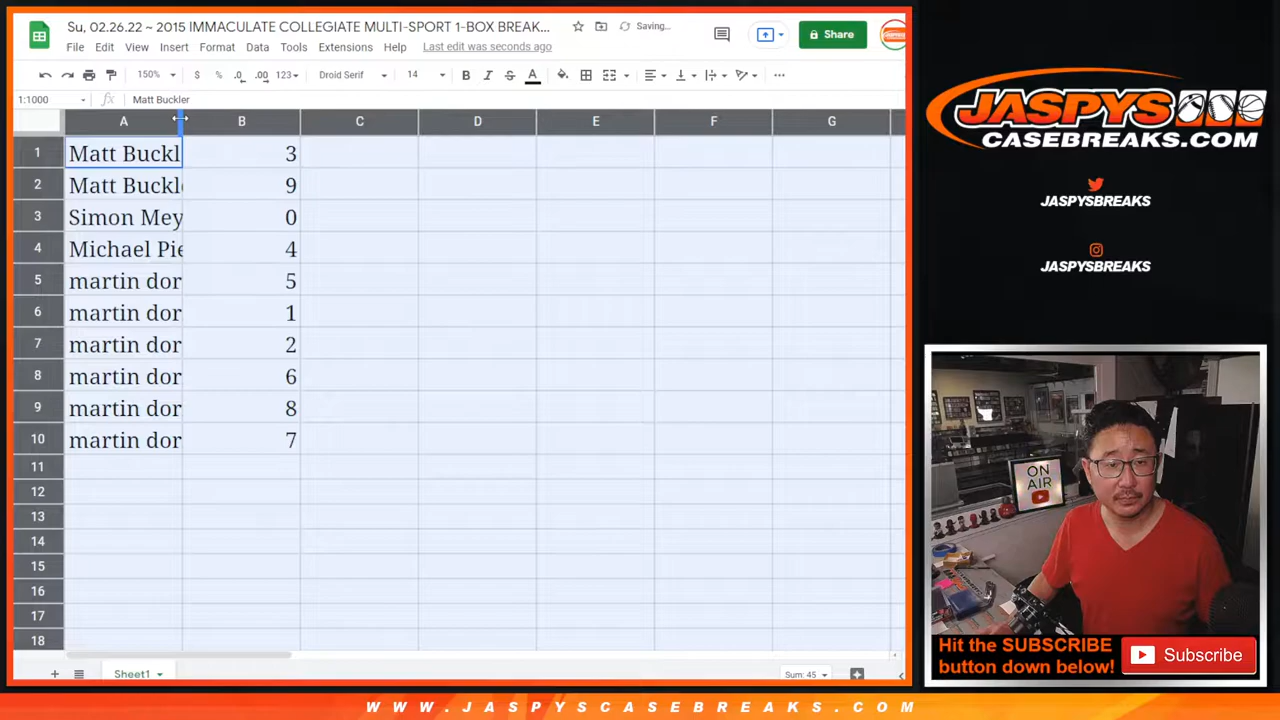 Su, 02.26.22 ~ 2015 IMMACULATE COLLEGIATE MULTI-SPORT 1-BOX BREAK...
Saving...
Share
File Edit View Insert Format Data Tools Extensions Help Last edit was seconds ago
150% $ % .0 .00 123 Droid Serif 14 B I S A
1:1000 fx Matt Buckler
A B C D E F G
1 Matt Buckl 3
2 Matt Buckle 9
3 Simon Mey 0
4 Michael Pie 4
5 martin dor 5
6 martin dor 1
7 martin dor 2
8 martin dor 6
9 martin dor 8
10 martin dor 7
11
12
13
14
15
16
17
18
Sheet1
Sum: 45
JASPYS
CASEBREAKS.COM
JASPYSBREAKS
JASPYSBREAKS
ON
AIR
Hit the SUBSCRIBE
button down below!
Subscribe
WWW.JASPYSCASEBREAKS.COM